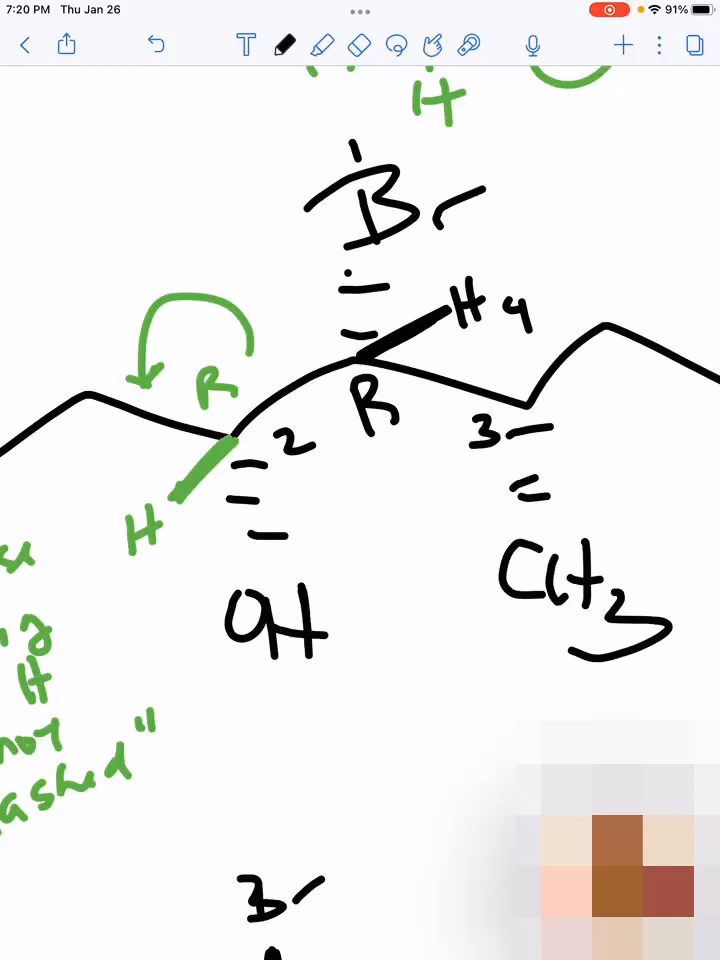 7:20 PM Thu Jan 26
91%
T
H
Br
H 4
R
2
R
3
H
OH
CH3
H
not
dashed"
Br